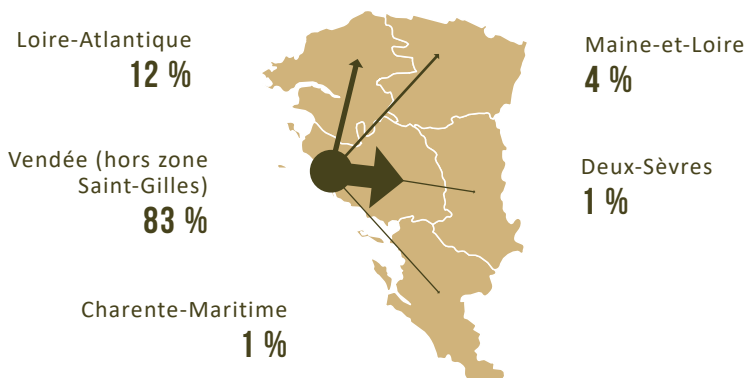 Loire-Atlantique
12 %
Maine-et-Loire
4 %
Vendée (hors zone
Saint-Gilles)
83 %
Deux-Sèvres
1 %
Charente-Maritime
1 %